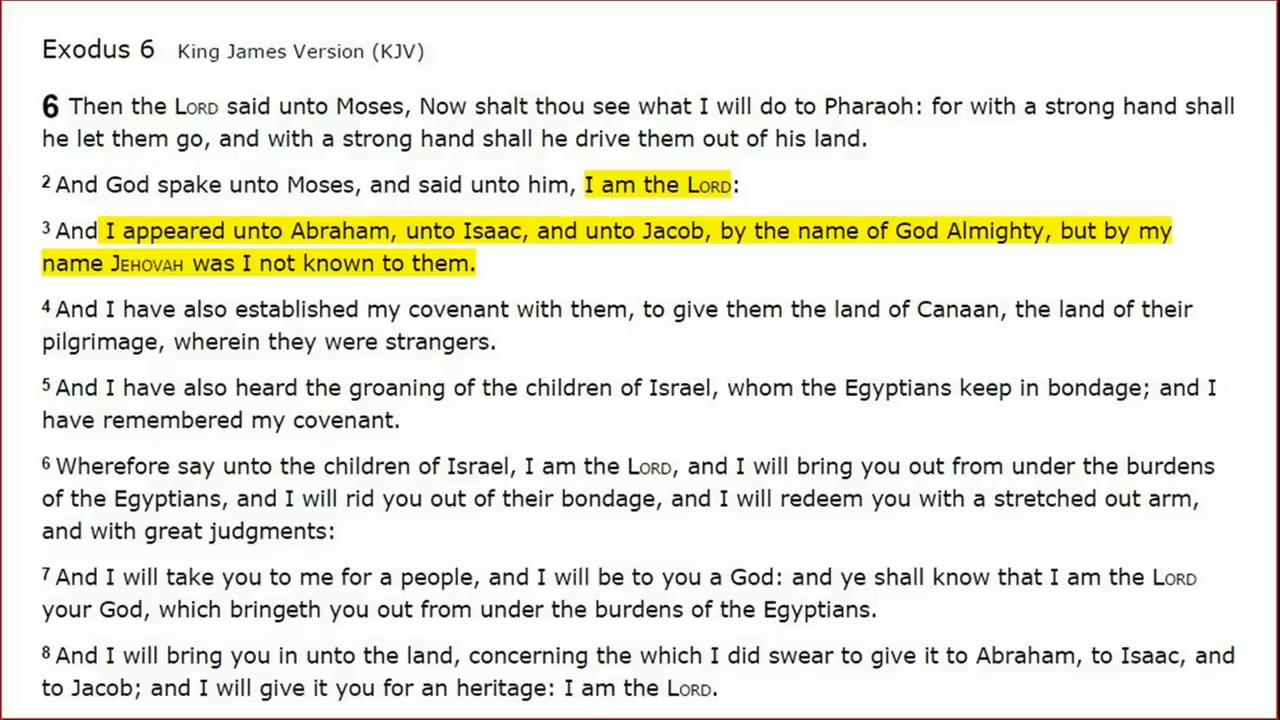 Exodus 6 King James Version (KJV)
6 Then the LORD said unto Moses, Now shalt thou see what I will do to Pharaoh: for with a strong hand shall
he let them go, and with a strong hand shall he drive them out of his land.
2 And God spake unto Moses, and said unto him, I am the LORD:
3 And I appeared unto Abraham, unto Isaac, and unto Jacob, by the name of God Almighty, but by my
name JEHOVAH was I not known to them.
4 And I have also established my covenant with them, to give them the land of Canaan, the land of their
pilgrimage, wherein they were strangers.
5 And I have also heard the groaning of the children of Israel, whom the Egyptians keep in bondage; and I
have remembered my covenant.
6 Wherefore say unto the children of Israel, I am the LORD, and I will bring you out from under the burdens
of the Egyptians, and I will rid you out of their bondage, and I will redeem you with a stretched out arm,
and with great judgments:
7 And I will take you to me for a people, and I will be to you a God: and ye shall know that I am the LORD
your God, which bringeth you out from under the burdens of the Egyptians.
8 And I will bring you in unto the land, concerning the which I did swear to give it to Abraham, to Isaac, and
to Jacob; and I will give it you for an heritage: I am the LORD.